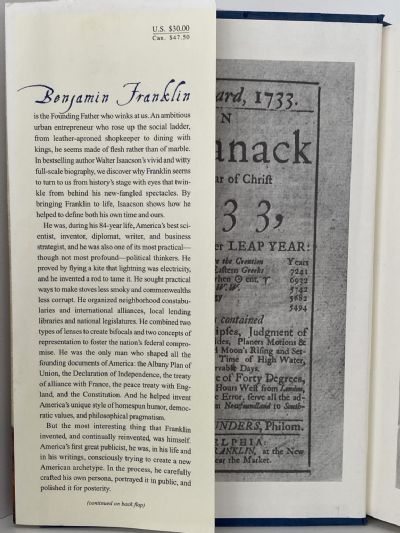 U.S. $30.00
Can. $47.50
Benjamin Franklin
is the Founding Father who winks at us. An ambitious
urban entrepreneur who rose up the social ladder,
from leather-aproned shopkeeper to dining with
kings, he seems made of flesh rather than of marble.
In bestselling author Walter Isaacson's vivid and witty
full-scale biography, we discover why Franklin seems
to turn to us from history's stage with eyes that twin-
kle from behind his new-fangled spectacles. By
bringing Franklin to life, Isaacson shows how he
helped to define both his own time and ours.
He was, during his 84-year life, America's best sci-
entist, inventor, diplomat, writer, and business
strategist, and he was also one of its most practical—
though not most profound—political thinkers. He
proved by flying a kite that lightning was electricity,
and he invented a rod to tame it. He sought practical
ways to make stoves less smoky and commonwealths
less corrupt. He organized neighborhood constabu-
laries and international alliances, local lending
libraries and national legislatures. He combined two
types of lenses to create bifocals and two concepts of
representation to foster the nation's federal compro-
mise. He was the only man who shaped all the
founding documents of America: the Albany Plan of
Union, the Declaration of Independence, the treaty
of alliance with France, the peace treaty with Eng-
land, and the Constitution. And he helped invent
America's unique style of homespun humor, demo-
cratic values, and philosophical pragmatism.
But the most interesting thing that Franklin
invented, and continually reinvented, was himself.
America's first great publicist, he was, in his life and
in his writings, consciously trying to create a new
American archetype. In the process, he carefully
crafted his own persona, portrayed it in public, and
polished it for posterity.
(continued on back flap)
ard, 1733.
N
anack
ar of Christ
33,
er LEAP YEAR:
the Creation Years
Eastern Greeks 7241
when ent. ♈ 6932
W.W. 5742
5682
5494
contained
ipses, Judgment of
Planets Motions &
Moon's Rising and Set-
Time of High Water,
vable Days.
e of Forty Degrees,
Hours West from London,
Error, serve all the ad-
Newfoundland to South-
UNDERS, Philom.
ELPHIA:
RANKLIN, at the New
near the Market.